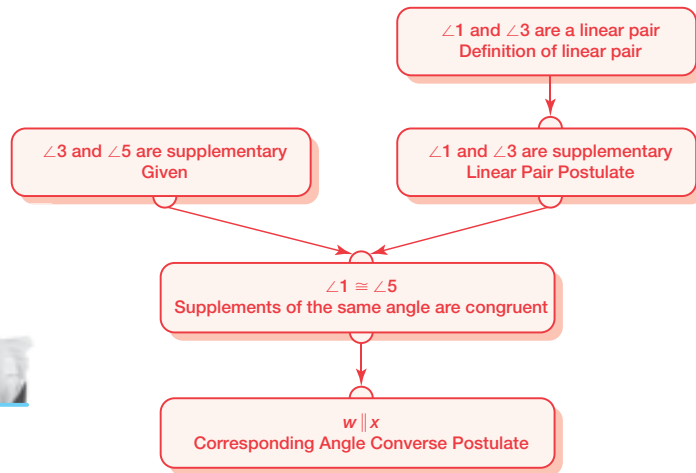 ∠1 and ∠3 are a linear pair
Definition of linear pair
∠3 and ∠5 are supplementary
Given
∠1 and ∠3 are supplementary
Linear Pair Postulate
∠1 ≅ ∠5
Supplements of the same angle are congruent
w ∥ x
Corresponding Angle Converse Postulate